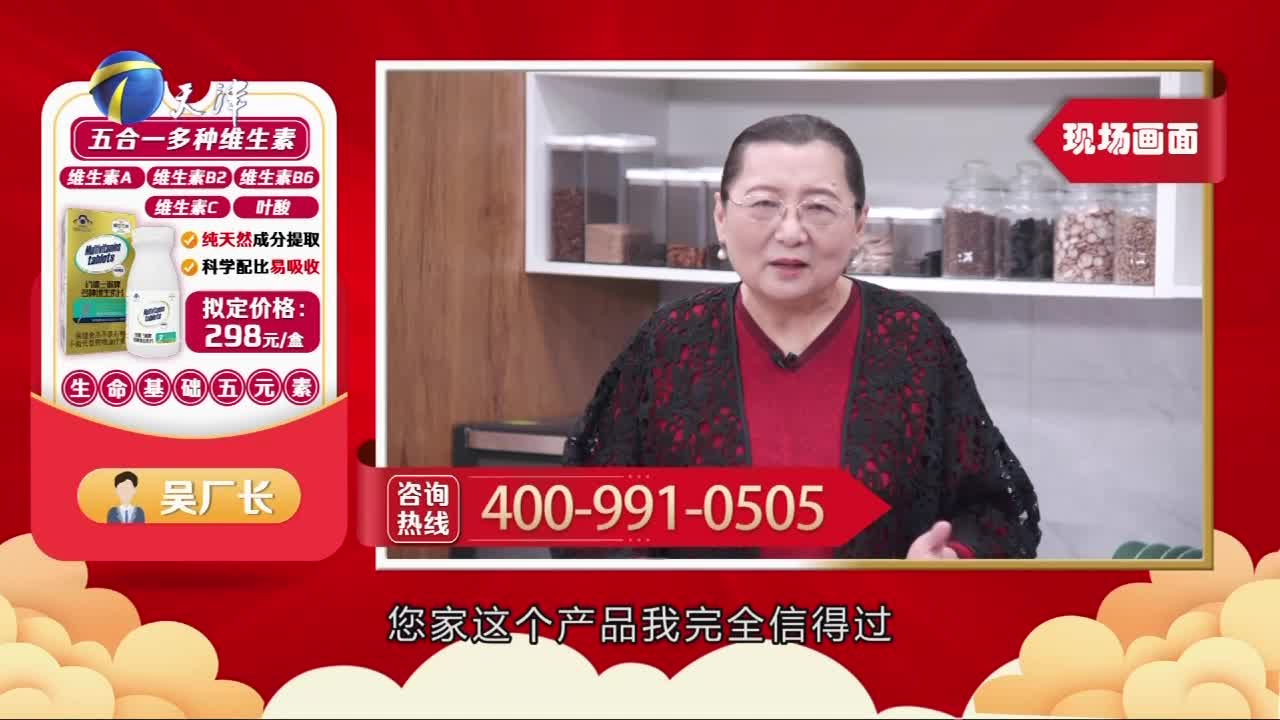 天津
五合一多种维生素
维生素A 维生素B2 维生素B6
维生素C 叶酸
纯天然成分提取
科学配比易吸收
Multivitamins
tablets
拟定价格：
298元/盒
生命基础五元素
吴厂长
现场画面
咨询
热线
400-991-0505
您家这个产品我完全信得过